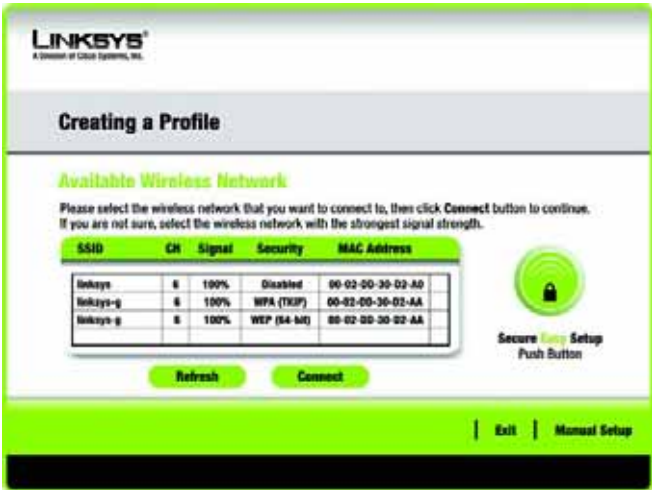 LINKSYS®
A Division of Cisco Systems, Inc.
Creating a Profile
Available Wireless Network
Please select the wireless network that you want to connect to, then click Connect button to continue.
If you are not sure, select the wireless network with the strongest signal strength.
SSID CH Signal Security MAC Address
linksys 6 100% Disabled 00-02-DD-30-D2-A0
linksys-g 6 100% WPA (TKIP) 00-02-DD-30-D2-AA
linksys-g 6 100% WEP (64-bit) 00-02-DD-30-D2-AA
Secure Easy Setup
Push Button
Refresh Connect
Exit Manual Setup